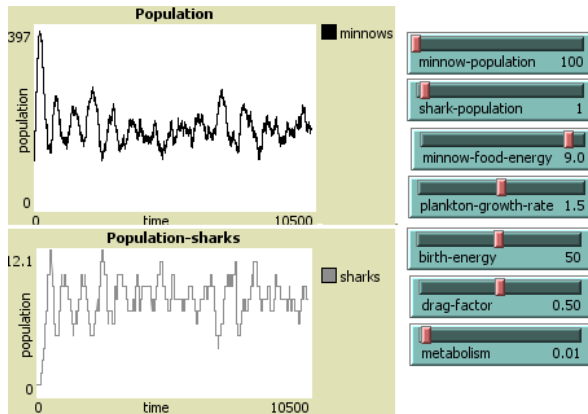 Population
397
population
0
0
time
10500
minnows
Population-sharks
12.1
population
0
0
time
10500
sharks
minnow-population 100
shark-population 1
minnow-food-energy 9.0
plankton-growth-rate 1.5
birth-energy 50
drag-factor 0.50
metabolism 0.01